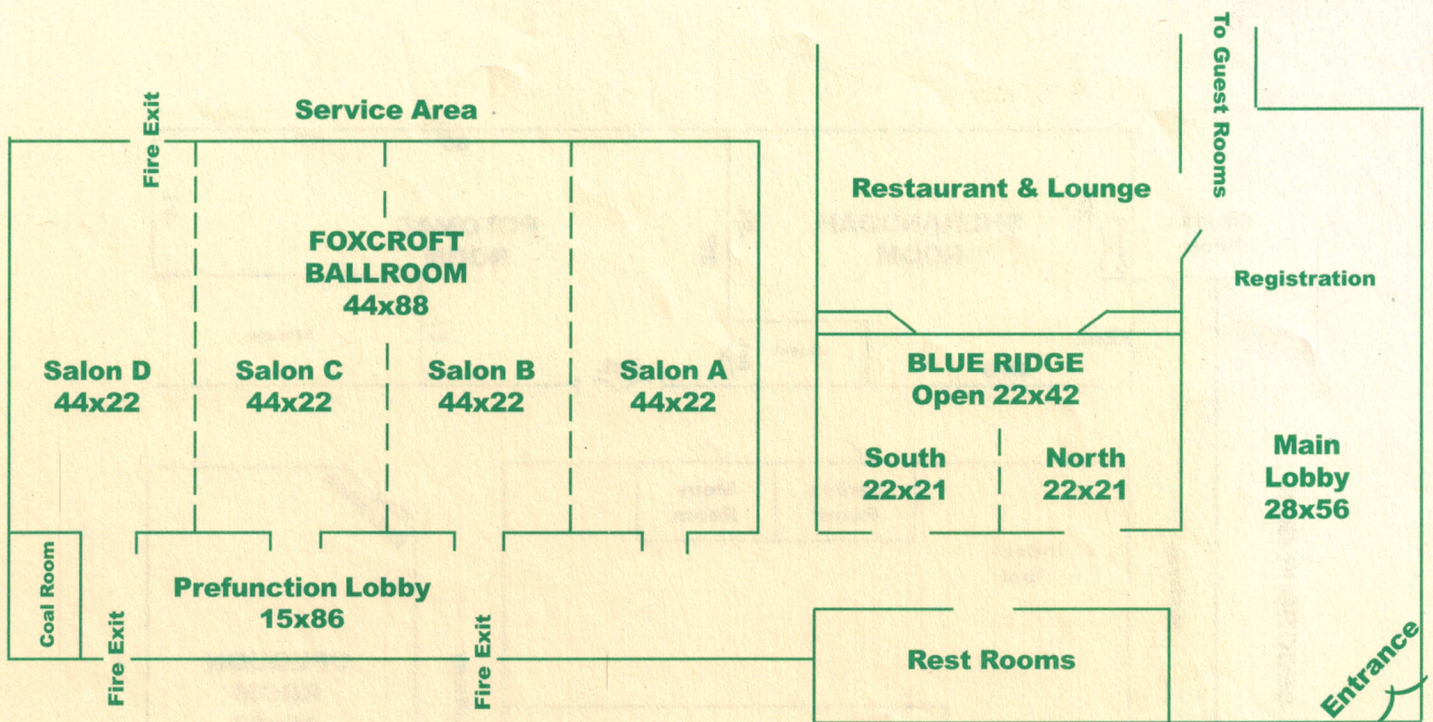 To Guest Rooms
Fire Exit
Service Area
Restaurant & Lounge
FOXCROFT
BALLROOM
44x88
Registration
Salon D
44x22
Salon C
44x22
Salon B
44x22
Salon A
44x22
BLUE RIDGE
Open 22x42
South
22x21
North
22x21
Main
Lobby
28x56
Coal Room
Prefunction Lobby
15x86
Fire Exit
Fire Exit
Rest Rooms
Entrance